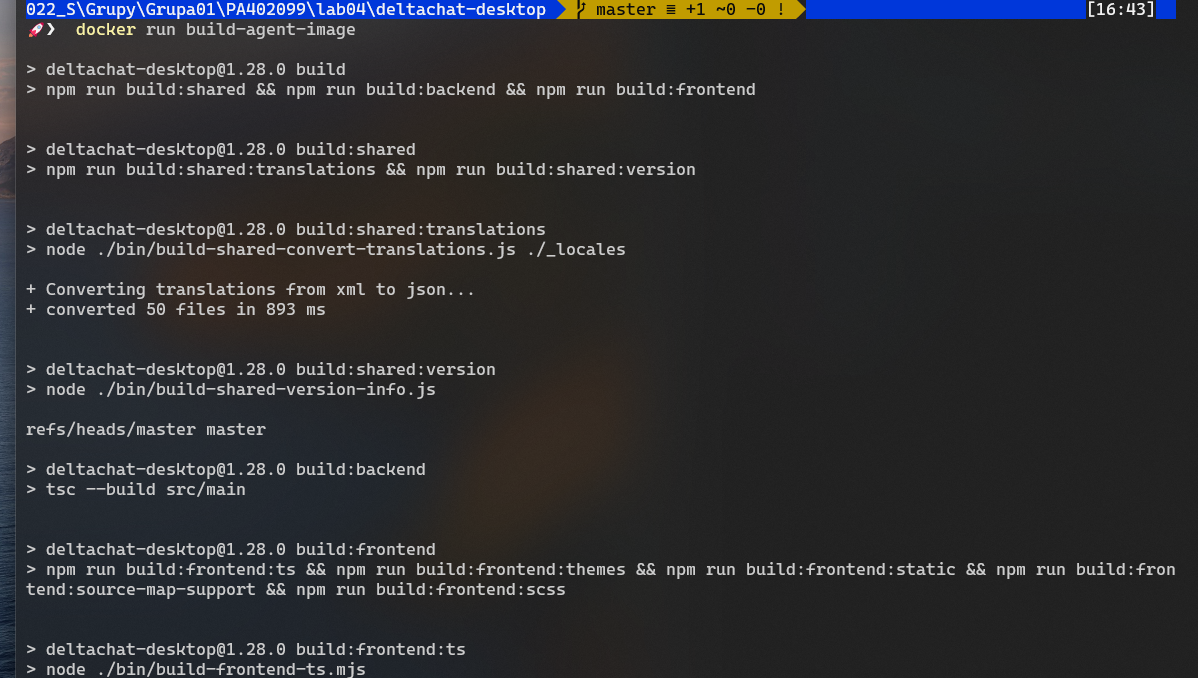 022_S\Grupy\Grupa01\PA402099\lab04\deltachat-desktop master ≡ +1 ~0 -0 ! [16:43]
🚀❯ docker run build-agent-image
> deltachat-desktop@1.28.0 build
> npm run build:shared && npm run build:backend && npm run build:frontend
> deltachat-desktop@1.28.0 build:shared
> npm run build:shared:translations && npm run build:shared:version
> deltachat-desktop@1.28.0 build:shared:translations
> node ./bin/build-shared-convert-translations.js ./_locales
+ Converting translations from xml to json...
+ converted 50 files in 893 ms
> deltachat-desktop@1.28.0 build:shared:version
> node ./bin/build-shared-version-info.js
refs/heads/master master
> deltachat-desktop@1.28.0 build:backend
> tsc --build src/main
> deltachat-desktop@1.28.0 build:frontend
> npm run build:frontend:ts && npm run build:frontend:themes && npm run build:frontend:static && npm run build:fron
tend:source-map-support && npm run build:frontend:scss
> deltachat-desktop@1.28.0 build:frontend:ts
> node ./bin/build-frontend-ts.mjs